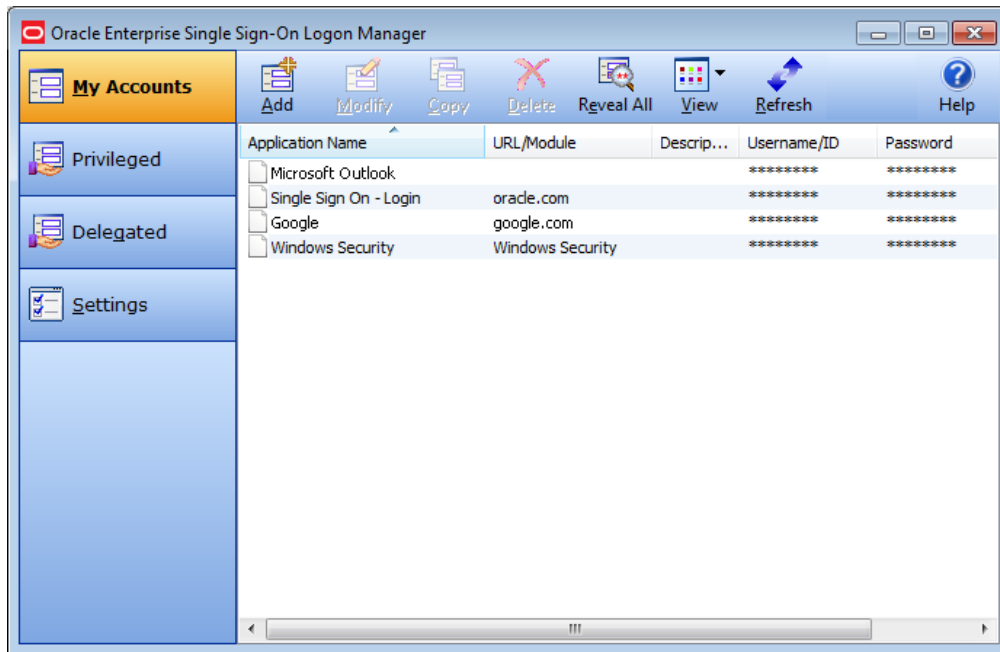 Oracle Enterprise Single Sign-On Logon Manager
My Accounts
Privileged
Delegated
Settings
Add Modify Copy Delete Reveal All View Refresh Help
Application Name URL/Module Descrip... Username/ID Password
Microsoft Outlook ******** ********
Single Sign On - Login oracle.com ******** ********
Google google.com ******** ********
Windows Security Windows Security ******** ********